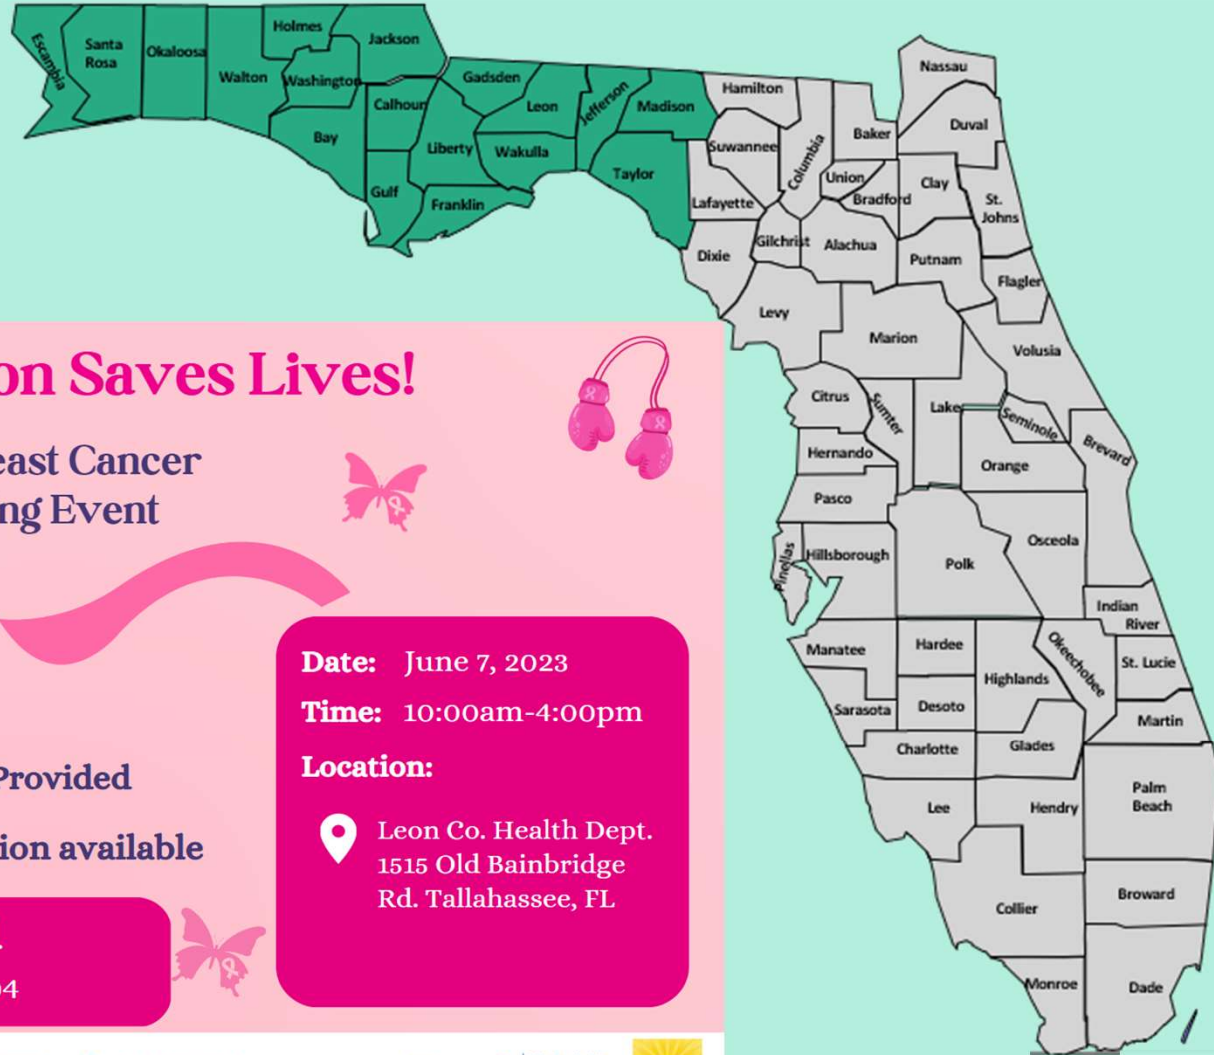 Escambia
Santa
Rosa
Okaloosa
Walton
Holmes
Washington
Jackson
Bay
Calhoun
Gulf
Liberty
Franklin
Gadsden
Leon
Wakulla
Jefferson
Madison
Taylor
Hamilton
Suwannee
Lafayette
Dixie
Columbia
Gilchrist
Baker
Union
Bradford
Alachua
Nassau
Duval
Clay
St.
Johns
Putnam
Flagler
Levy
Marion
Volusia
Citrus
Sumter
Lake
Seminole
Brevard
Hernando
Orange
Pasco
Pinellas
Hillsborough
Polk
Osceola
Indian
River
Manatee
Hardee
Highlands
Okeechobee
St. Lucie
Sarasota
Desoto
Martin
Charlotte
Glades
Lee
Hendry
Palm
Beach
Collier
Broward
Monroe
Dade
on Saves Lives!
east Cancer
ng Event
Provided
ion available
Date: June 7, 2023
Time: 10:00am-4:00pm
Location:
Leon Co. Health Dept.
1515 Old Bainbridge
Rd. Tallahassee, FL